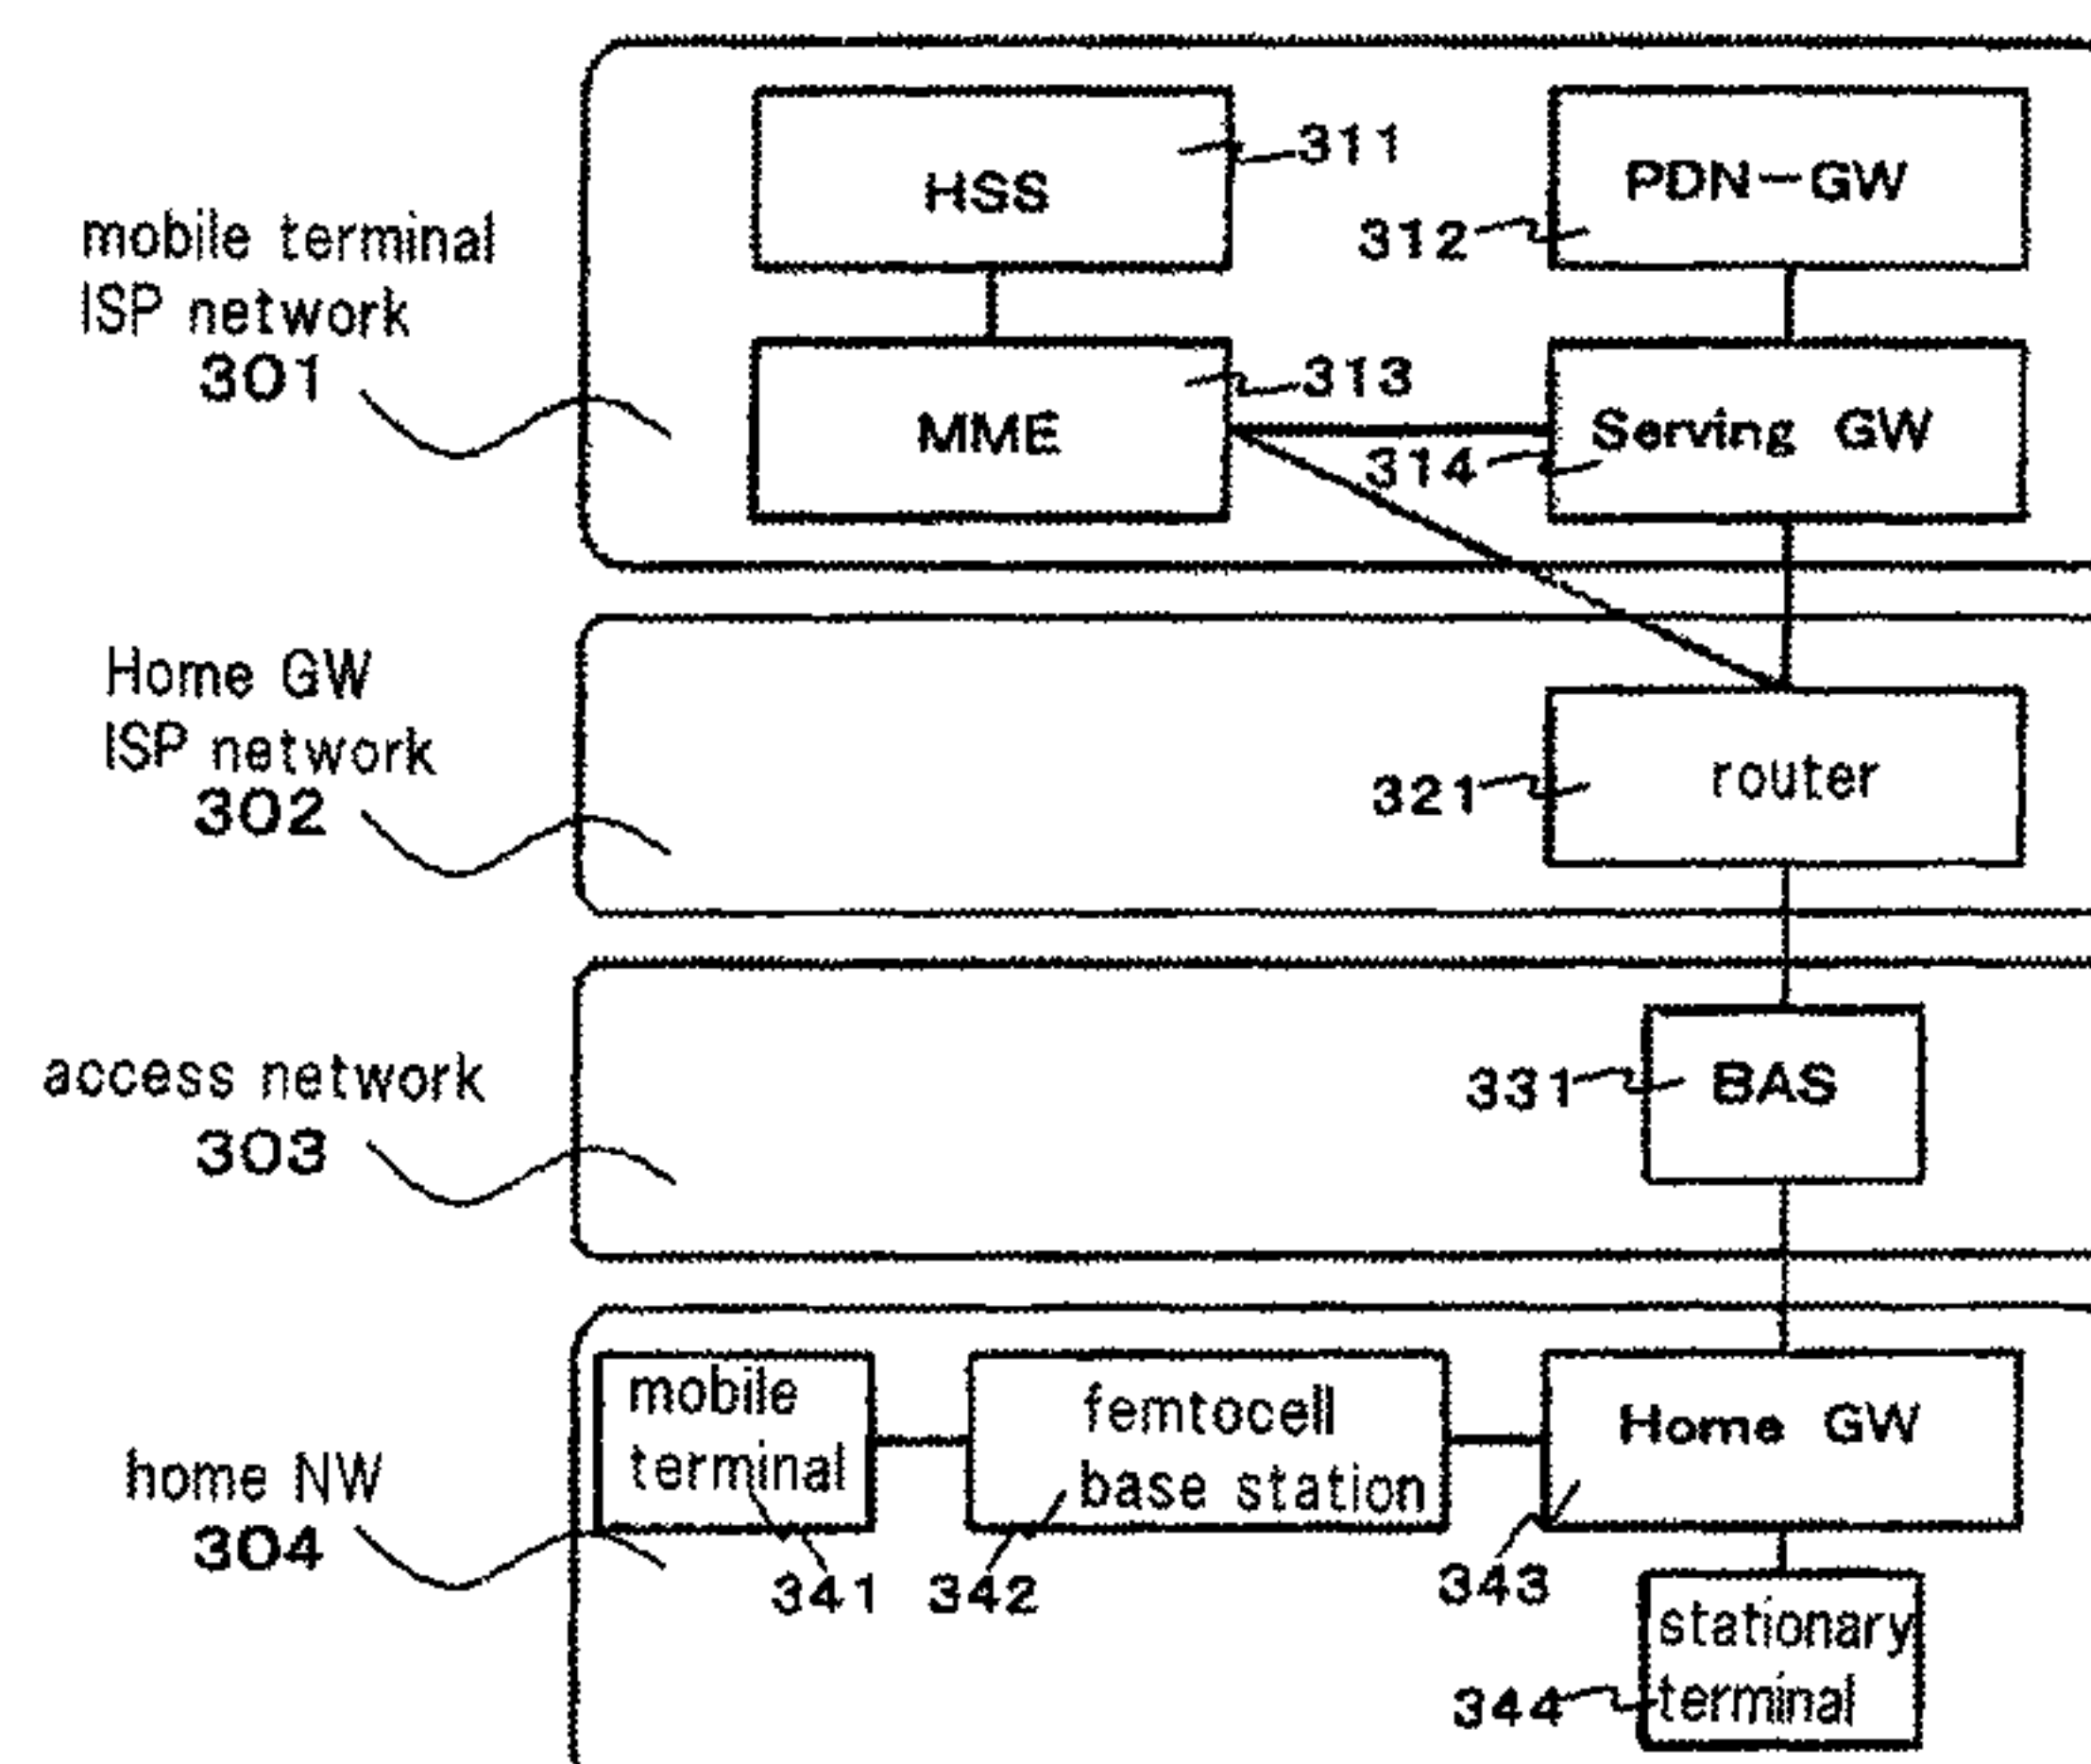 311
HSS
PDN-GW
312
mobile terminal
ISP network
301
313
MME
Serving GW
314
Home GW
ISP network
302
router
321
access network
303
331
BAS
home NW
304
mobile
terminal
341
femtocell
base station
342
Home GW
343
stationary
terminal
344